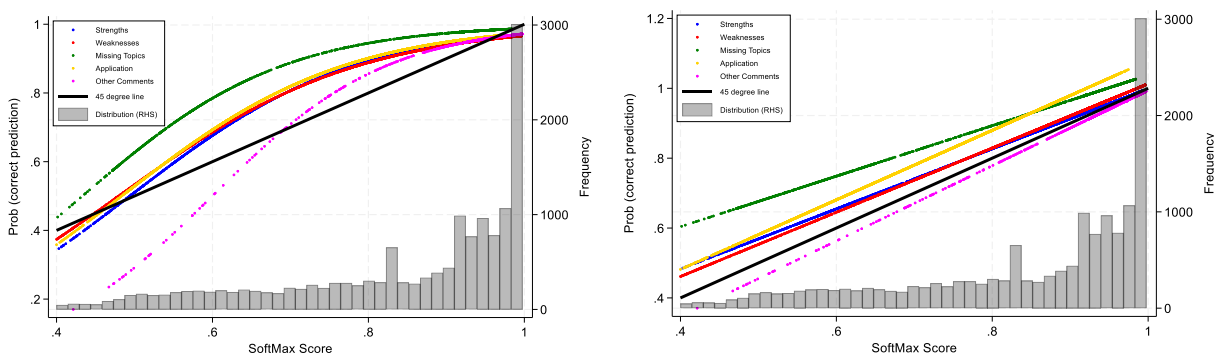 1
.8
.6
.4
.2
Prob (correct prediction)
Strengths
Weaknesses
Missing Topics
Application
Other Comments
45 degree line
Distribution (RHS)
3000
2000
1000
0
Frequency
.4
.6
.8
1
SoftMax Score
1.2
1
.8
.6
.4
Prob (correct prediction)
Strengths
Weaknesses
Missing Topics
Application
Other Comments
45 degree line
Distribution (RHS)
3000
2000
1000
0
Frequency
.4
.6
.8
1
SoftMax Score